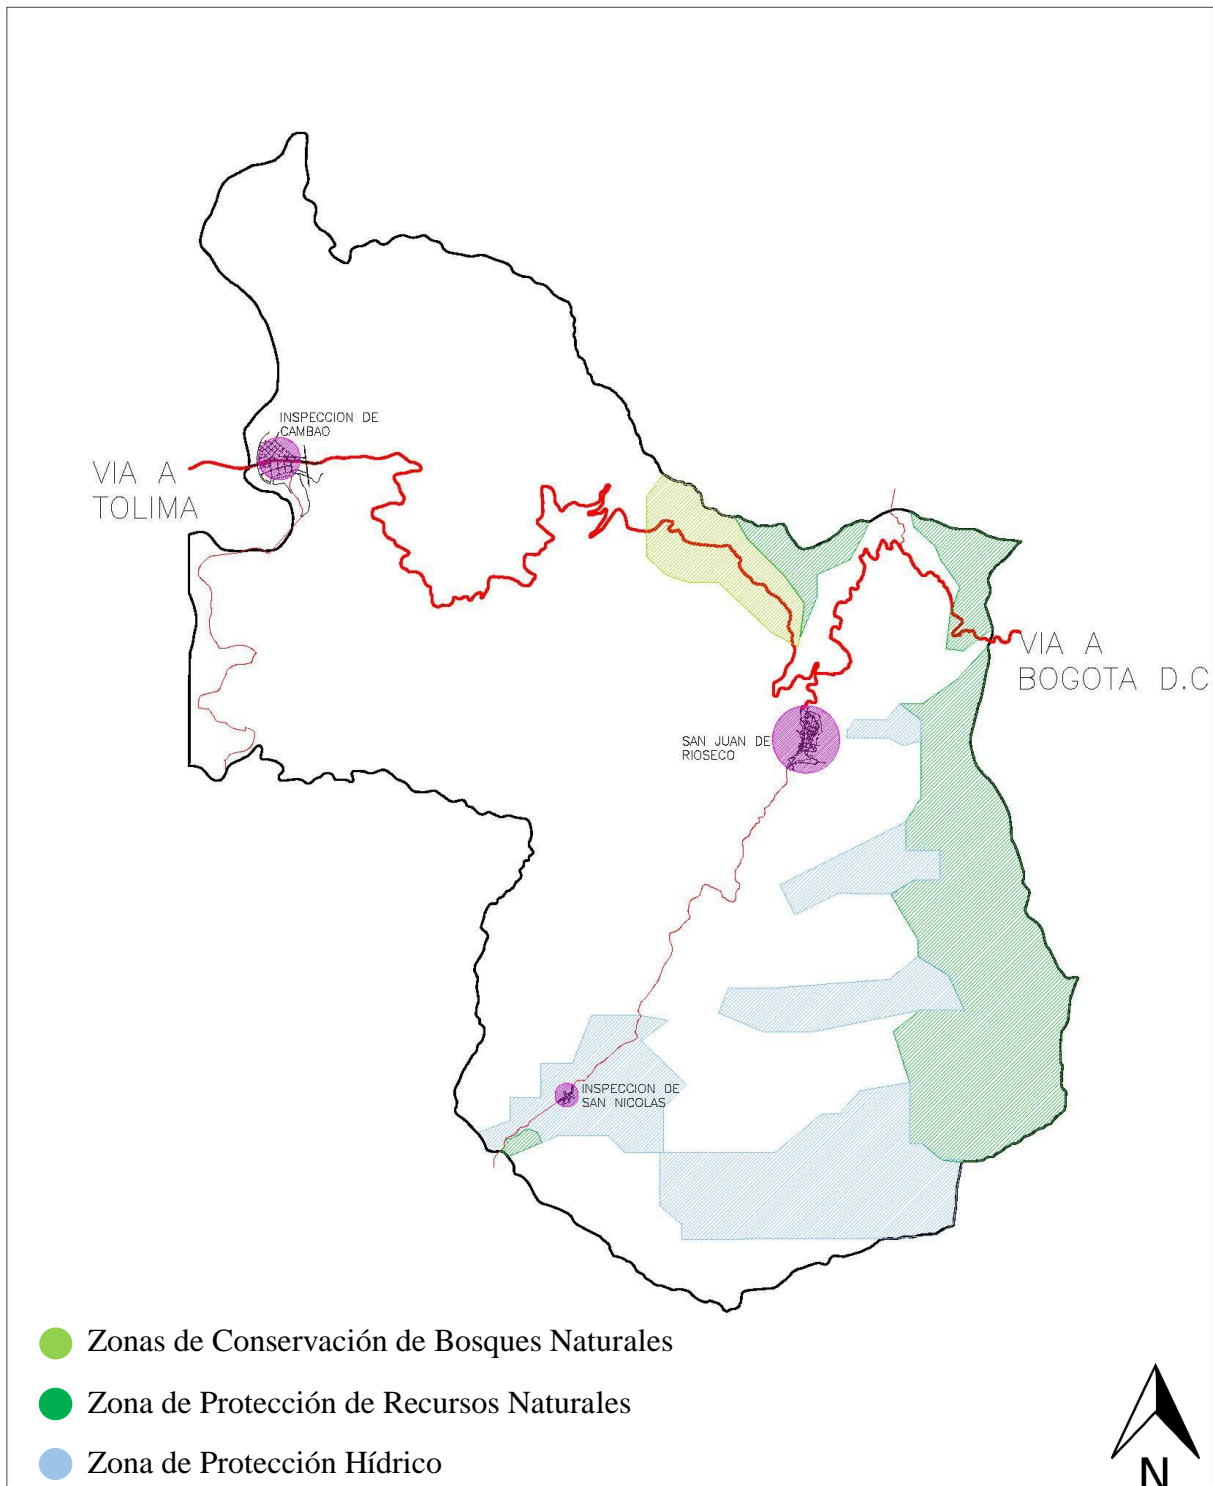 INSPECCION DE
CAMBAO
VIA A
TOLIMA
VIA A
BOGOTA D.C
SAN JUAN DE
RIOSECO
INSPECCION DE
SAN NICOLAS
Zonas de Conservación de Bosques Naturales
Zona de Protección de Recursos Naturales
Zona de Protección Hídrico
N